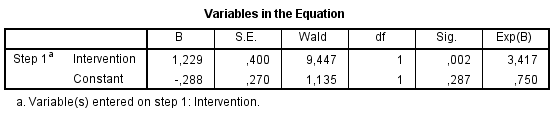 Variables in the Equation
B S.E. Wald df Sig. Exp(B)
Step 1a Intervention 1,229 ,400 9,447 1 ,002 3,417
Constant -,288 ,270 1,135 1 ,287 ,750
a. Variable(s) entered on step 1: Intervention.